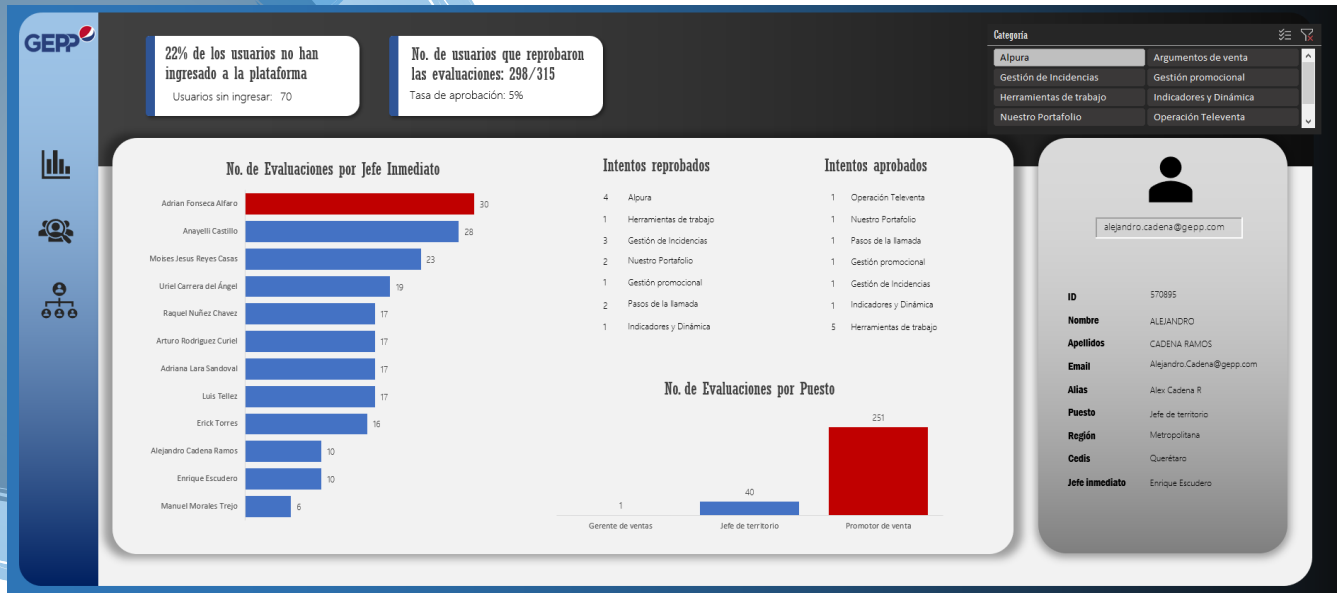 GEPP
22% de los usuarios no han
ingresado a la plataforma
Usuarios sin ingresar: 70
No. de usuarios que reprobaron
las evaluaciones: 298/315
Tasa de aprobación: 5%
Categoría
Alpura
Argumentos de venta
Gestión de Incidencias
Gestión promocional
Herramientas de trabajo
Indicadores y Dinámica
Nuestro Portafolio
Operación Televenta
No. de Evaluaciones por Jefe Inmediato
Adrian Fonseca Alfaro 30
Anayelli Castillo 28
Moises Jesus Reyes Casas 23
Uriel Carrera del Ángel 19
Raquel Nuñez Chavez 17
Arturo Rodriguez Curiel 17
Adriana Lara Sandoval 17
Luis Tellez 17
Erick Torres 16
Alejandro Cadena Ramos 10
Enrique Escudero 10
Manuel Morales Trejo 6
Intentos reprobados
4 Alpura
1 Herramientas de trabajo
3 Gestión de Incidencias
2 Nuestro Portafolio
1 Gestión promocional
2 Pasos de la llamada
1 Indicadores y Dinámica
Intentos aprobados
1 Operación Televenta
1 Nuestro Portafolio
1 Pasos de la llamada
1 Gestión promocional
1 Gestión de Incidencias
1 Indicadores y Dinámica
5 Herramientas de trabajo
No. de Evaluaciones por Puesto
1
40
251
Gerente de ventas
Jefe de territorio
Promotor de venta
alejandro.cadena@gepp.com
ID 570895
Nombre ALEJANDRO
Apellidos CADENA RAMOS
Email Alejandro.Cadena@gepp.com
Alias Alex Cadena R
Puesto Jefe de territorio
Región Metropolitana
Cedis Querétaro
Jefe inmediato Enrique Escudero